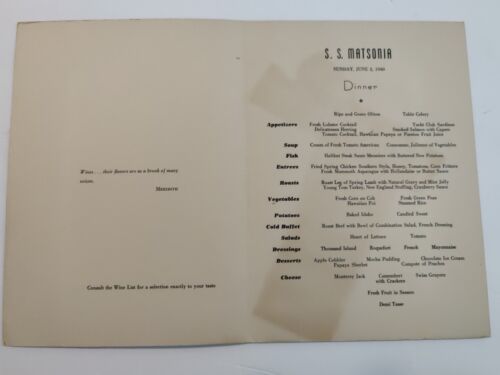 Wines . . . their flavors are as a brood of many
voices.
MEREDITH
Consult the Wine List for a selection exactly to your taste
S. S. MATSONIA
SUNDAY, JUNE 2, 1940
Dinner
Ripe and Green Olives Table Celery
Appetizers Fresh Lobster Cocktail Yacht Club Sardines
Delicatessen Herring Smoked Salmon with Capers
Tomato Cocktail, Hawaiian Papaya or Passion Fruit Juice
Soup Cream of Fresh Tomato American Consomme, Julienne of Vegetables
Fish Halibut Steak Saute Meuniere with Buttered New Potatoes
Entrees Fried Spring Chicken Southern Style, Honey, Tomatoes, Corn Fritters
Fresh Mammoth Asparagus with Hollandaise or Butter Sauce
Roasts Roast Leg of Spring Lamb with Natural Gravy and Mint Jelly
Young Tom Turkey, New England Stuffing, Cranberry Sauce
Vegetables Fresh Corn on Cob Fresh Green Peas
Hawaiian Poi Steamed Rice
Potatoes Baked Idaho Candied Sweet
Cold Buffet Roast Beef with Bowl of Combination Salad, French Dressing
Salads Heart of Lettuce Tomato
Dressings Thousand Island Roquefort French Mayonnaise
Desserts Apple Cobbler Mocha Pudding Chocolate Ice Cream
Papaya Sherbet Compote of Peaches
Cheese Monterey Jack Camembert Swiss Gruyere
with Crackers
Fresh Fruit in Season
Demi Tasse